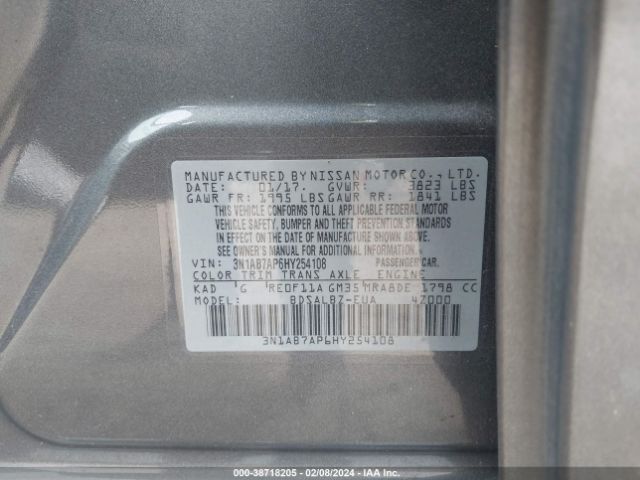 MANUFACTURED BY NISSAN MOTOR CO., LTD.
DATE: 01/17. GVWR: 3823 LBS
GAWR FR: 1995 LBS GAWR RR: 1841 LBS
THIS VEHICLE CONFORMS TO ALL APPLICABLE FEDERAL MOTOR
VEHICLE SAFETY, BUMPER AND THEFT PREVENTION STANDARDS
IN EFFECT ON THE DATE OF MANUFACTURE SHOWN ABOVE.
SEE OWNER'S MANUAL FOR ADDITIONAL INFORMATION.
VIN: 3N1AB7AP6HY254108 PASSENGER CAR
COLOR TRIM TRANS AXLE ENGINE
KAD G RE0F11A GM35 MRA8DE 1798 CC
MODEL: BDSALB7-EUA 47000
3N1AB7AP6HY254108
000-38718205 - 02/08/2024 - IAA Inc.